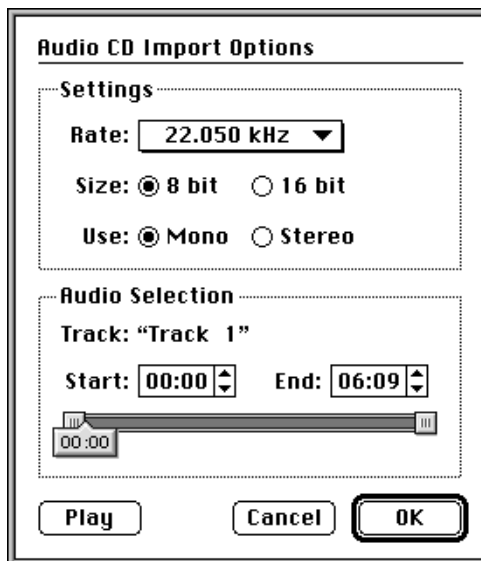 Audio CD Import Options
Settings
Rate: 22.050 kHz
Size: 8 bit 16 bit
Use: Mono Stereo
Audio Selection
Track: “Track 1”
Start: 00:00 End: 06:09
00:00
Play Cancel OK